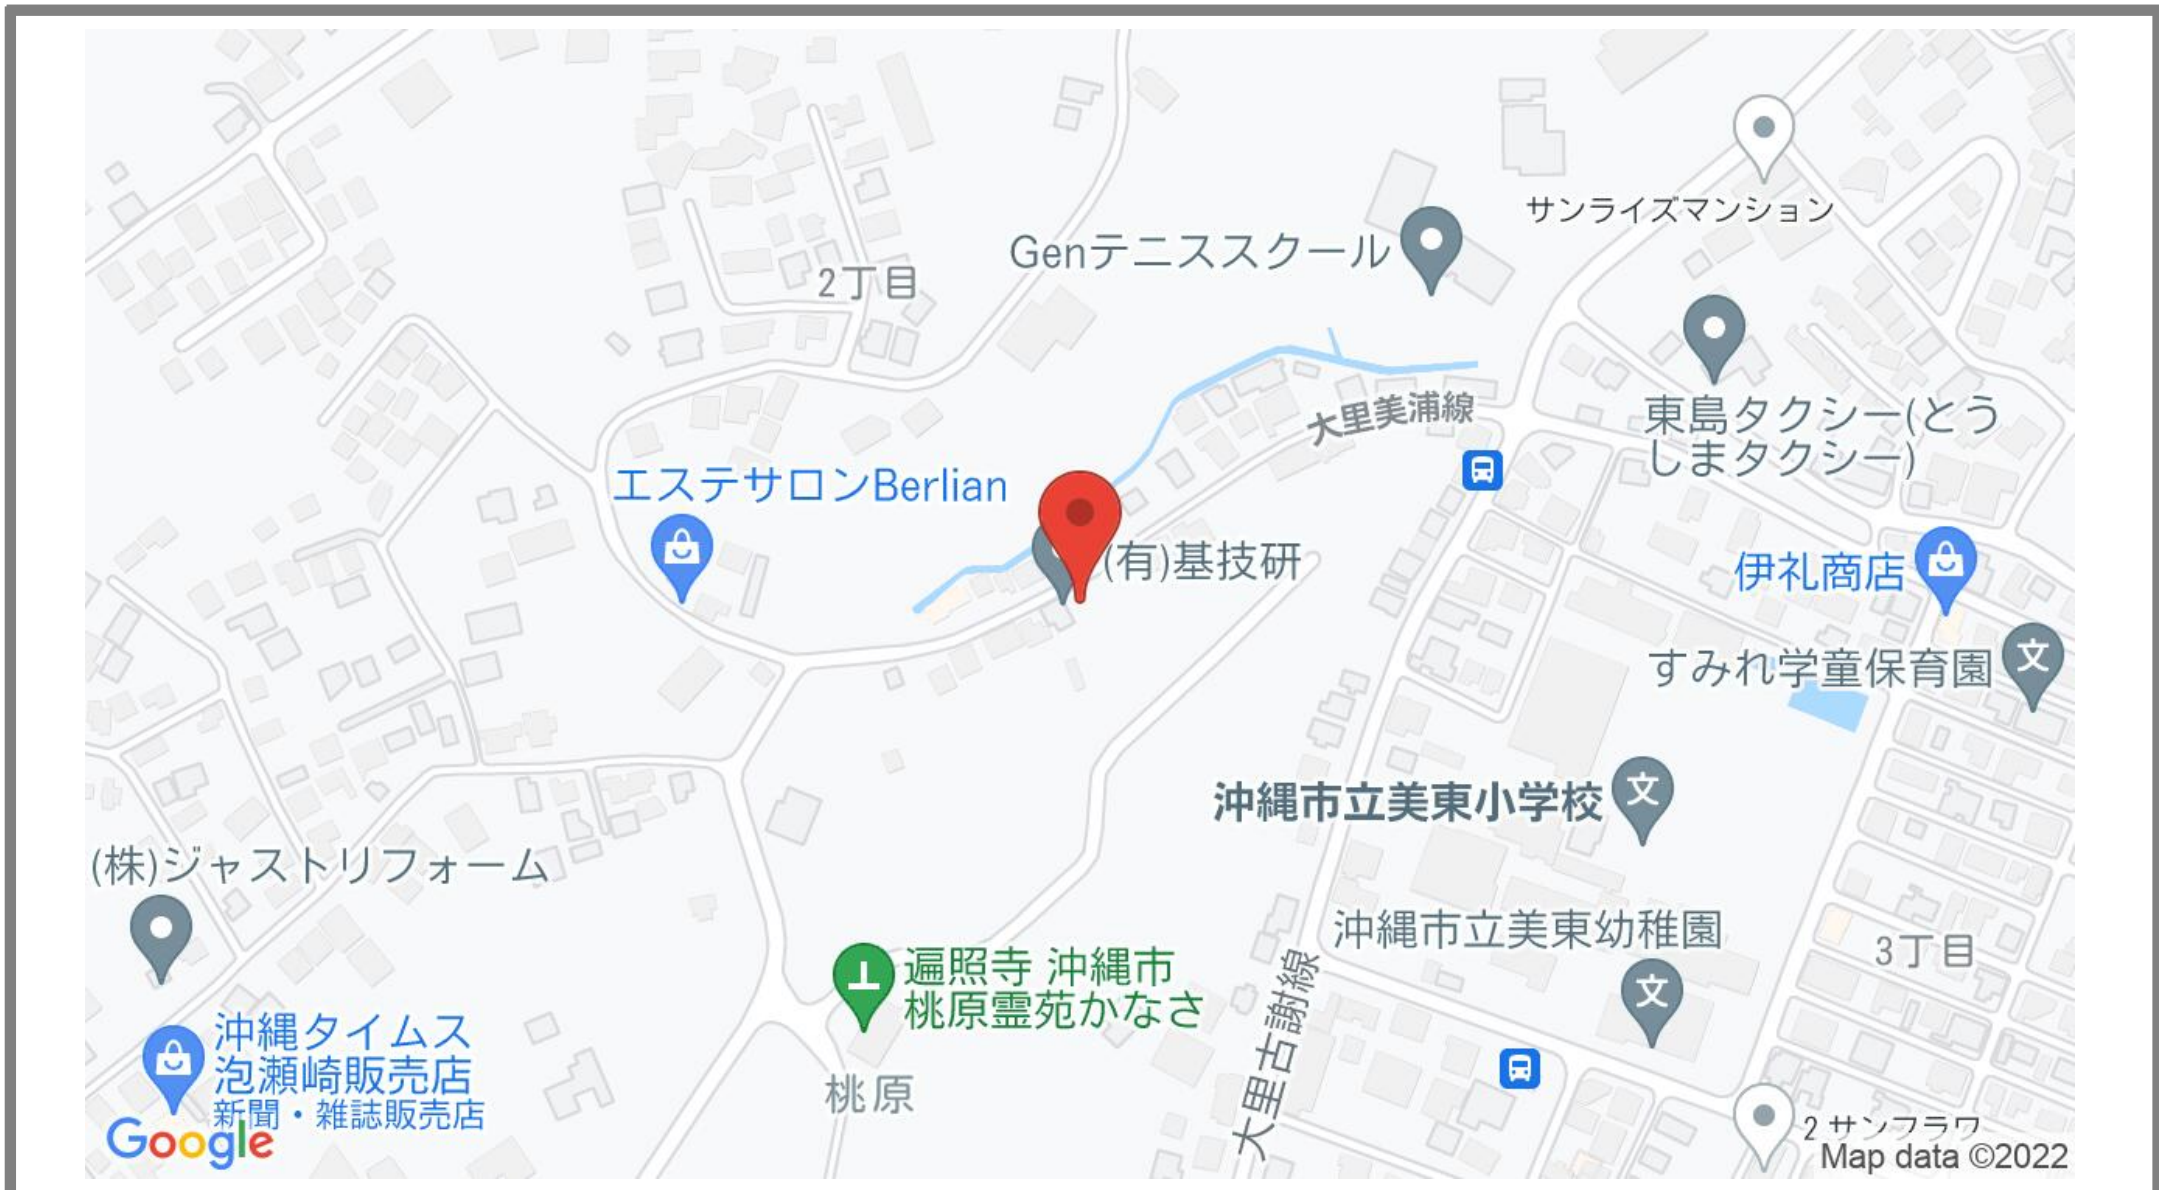 サンライズマンション
Genテニススクール
2丁目
大里美浦線
東島タクシー(とう
しまタクシー)
エステサロンBerlian
(有)基技研
伊礼商店
すみれ学童保育園
沖縄市立美東小学校
(株)ジャストリフォーム
沖縄市立美東幼稚園
3丁目
遍照寺 沖縄市
桃原霊苑かなさ
大里古謝線
沖縄タイムス
泡瀬崎販売店
新聞・雑誌販売店
桃原
Google
2 サンフラワ
Map data ©2022